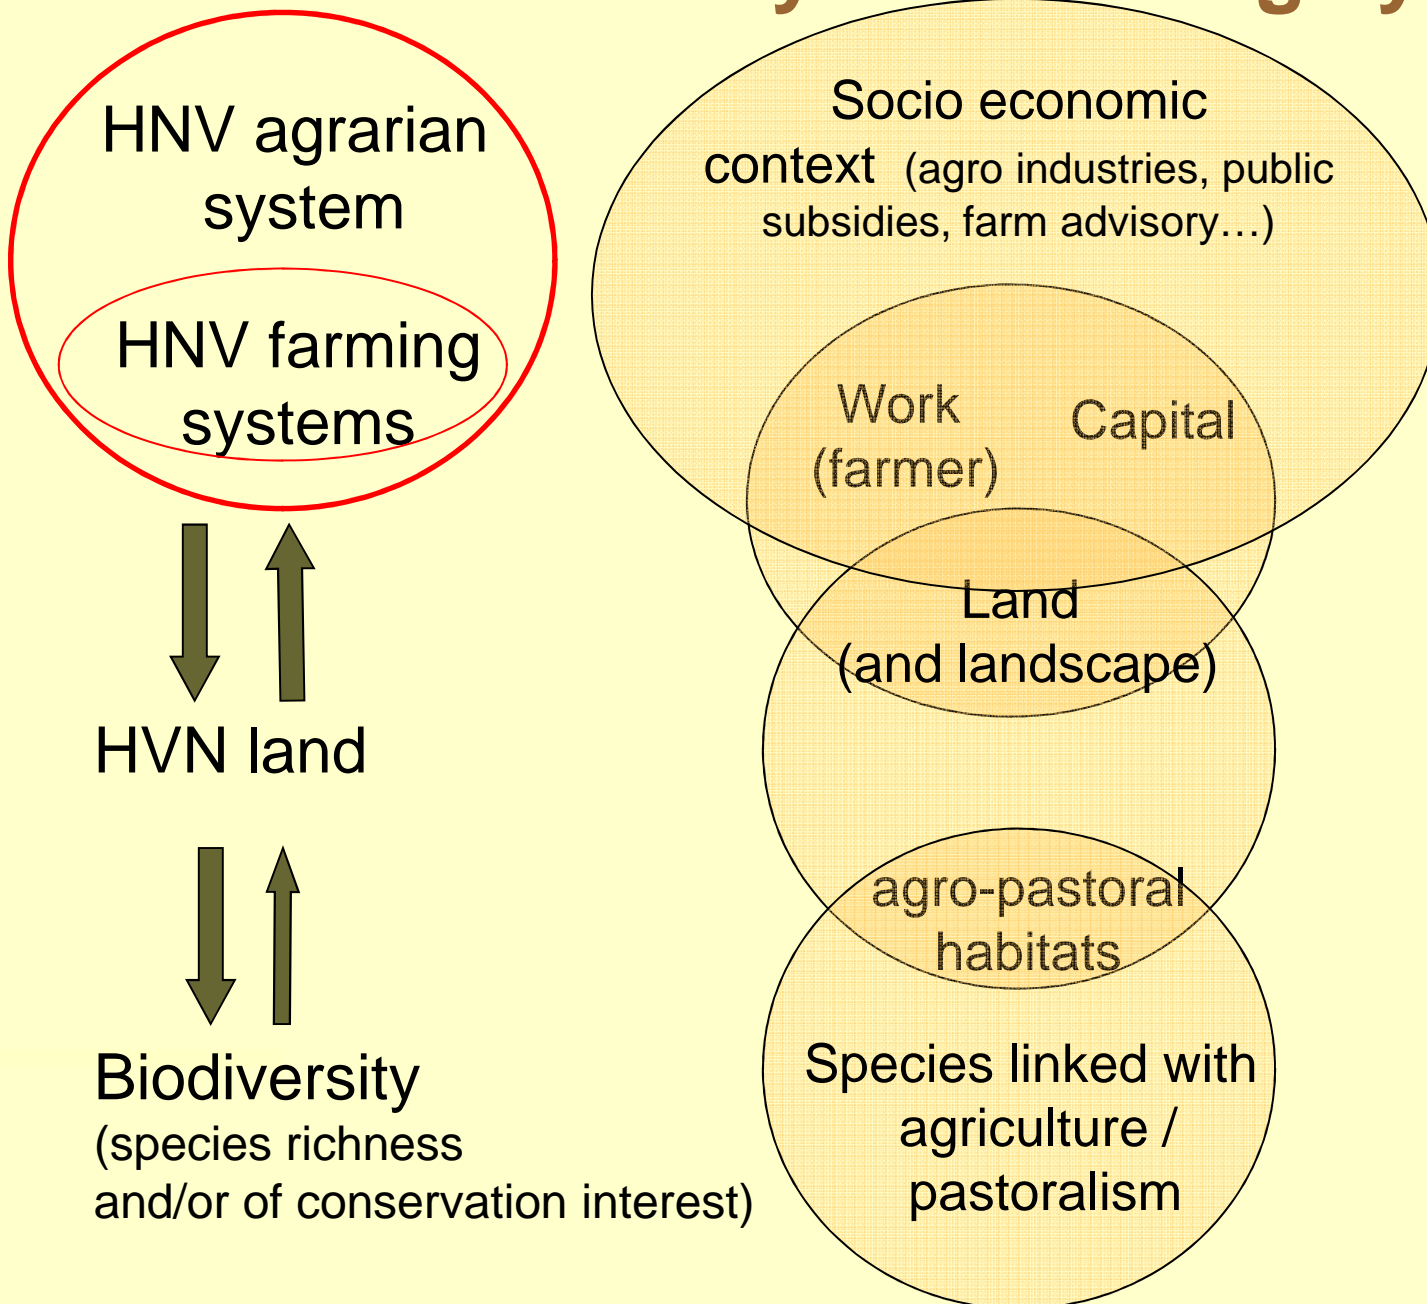 HNV agrarian
system
HNV farming
systems
HVN land
Biodiversity
(species richness
and/or of conservation interest)
Socio economic
context (agro industries, public
subsidies, farm advisory…)
Work
(farmer)
Capital
Land
(and landscape)
agro-pastoral
habitats
Species linked with
agriculture /
pastoralism